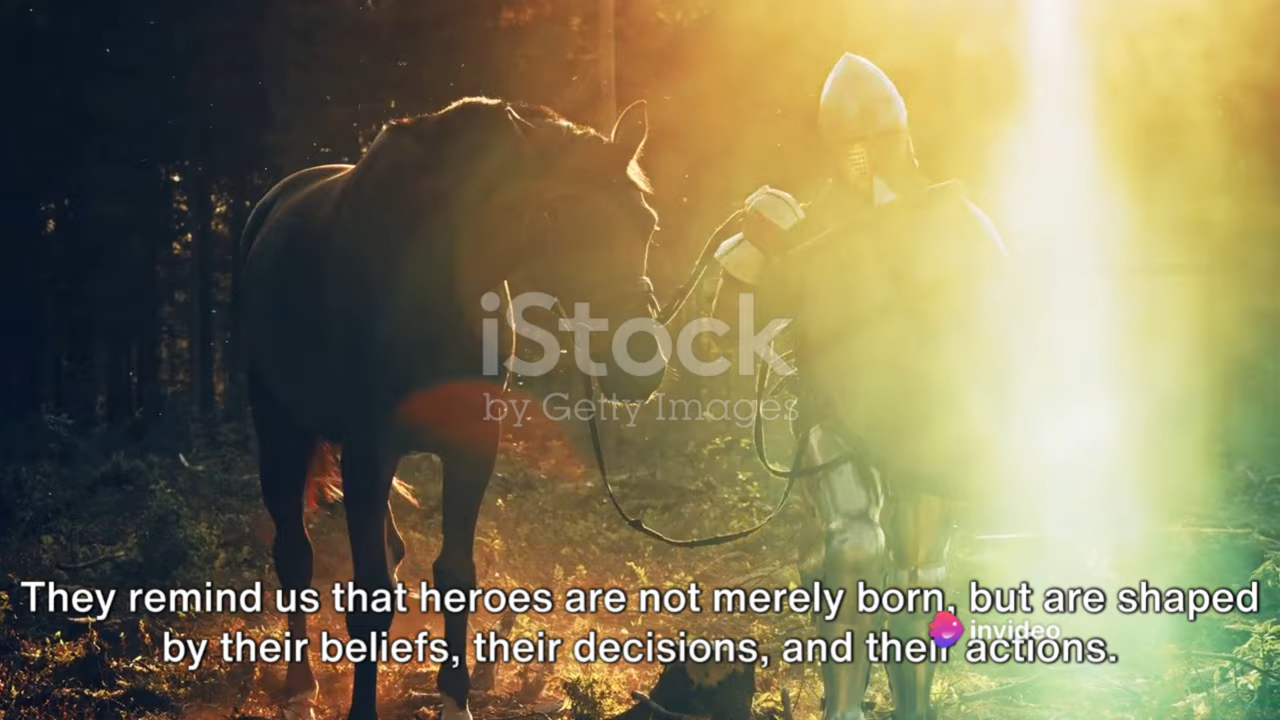 iStock
by Getty Images
They remind us that heroes are not merely born, but are shaped
by their beliefs, their decisions, and their actions.
invideo